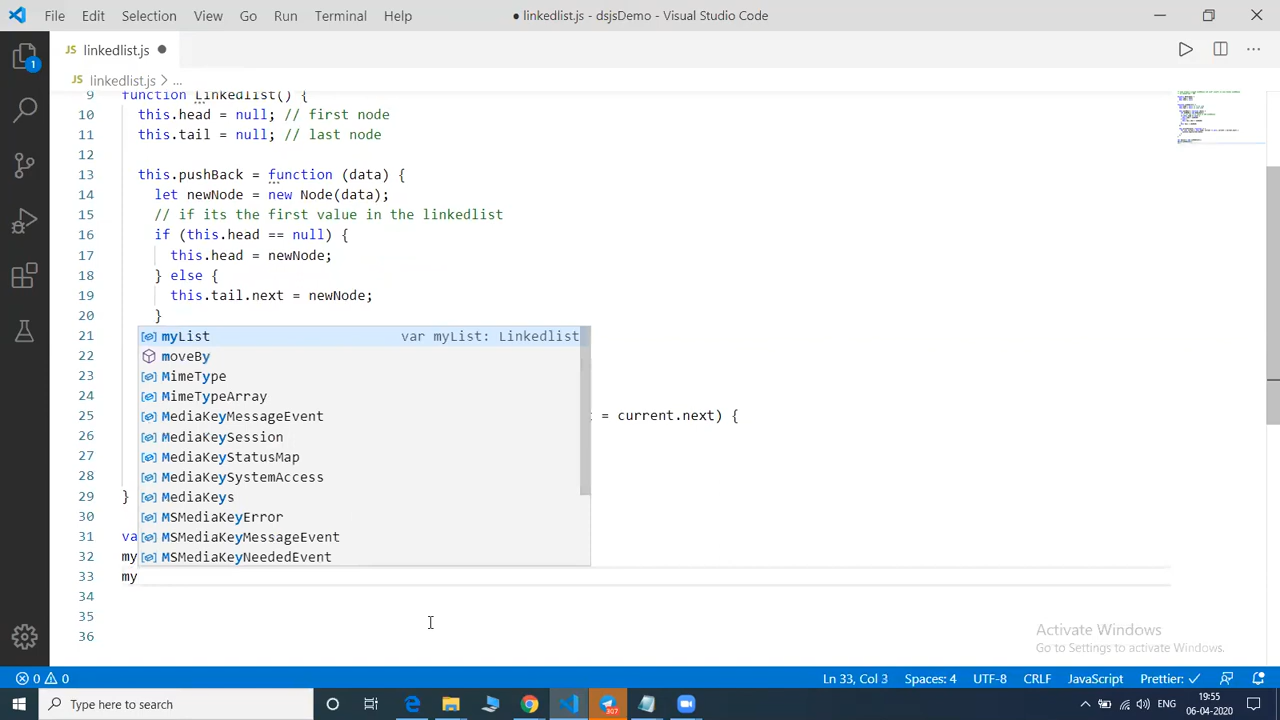 File Edit Selection View Go Run Terminal Help
● linkedlist.js - dsjsDemo - Visual Studio Code
JS linkedlist.js ●
JS linkedlist.js > ...
9 function Linkedlist() {
10 this.head = null; // first node
11 this.tail = null; // last node
12
13 this.pushBack = function (data) {
14 let newNode = new Node(data);
15 // if its the first value in the linkedlist
16 if (this.head == null) {
17 this.head = newNode;
18 } else {
19 this.tail.next = newNode;
20 }
21 myList var myList: Linkedlist
22 moveBy
23 MimeType
24 MimeTypeArray
25 MediaKeyMessageEvent = current.next) {
26 MediaKeySession
27 MediaKeyStatusMap
28 MediaKeySystemAccess
29 } MediaKeys
30 MSMediaKeyError
31 va MSMediaKeyMessageEvent
32 my MSMediaKeyNeededEvent
33 my
34
35
36
1
Activate Windows
Go to Settings to activate Windows.
0 0 Ln 33, Col 3 Spaces: 4 UTF-8 CRLF JavaScript Prettier: ✓
Type here to search
307
ENG
19:55
06-04-2020